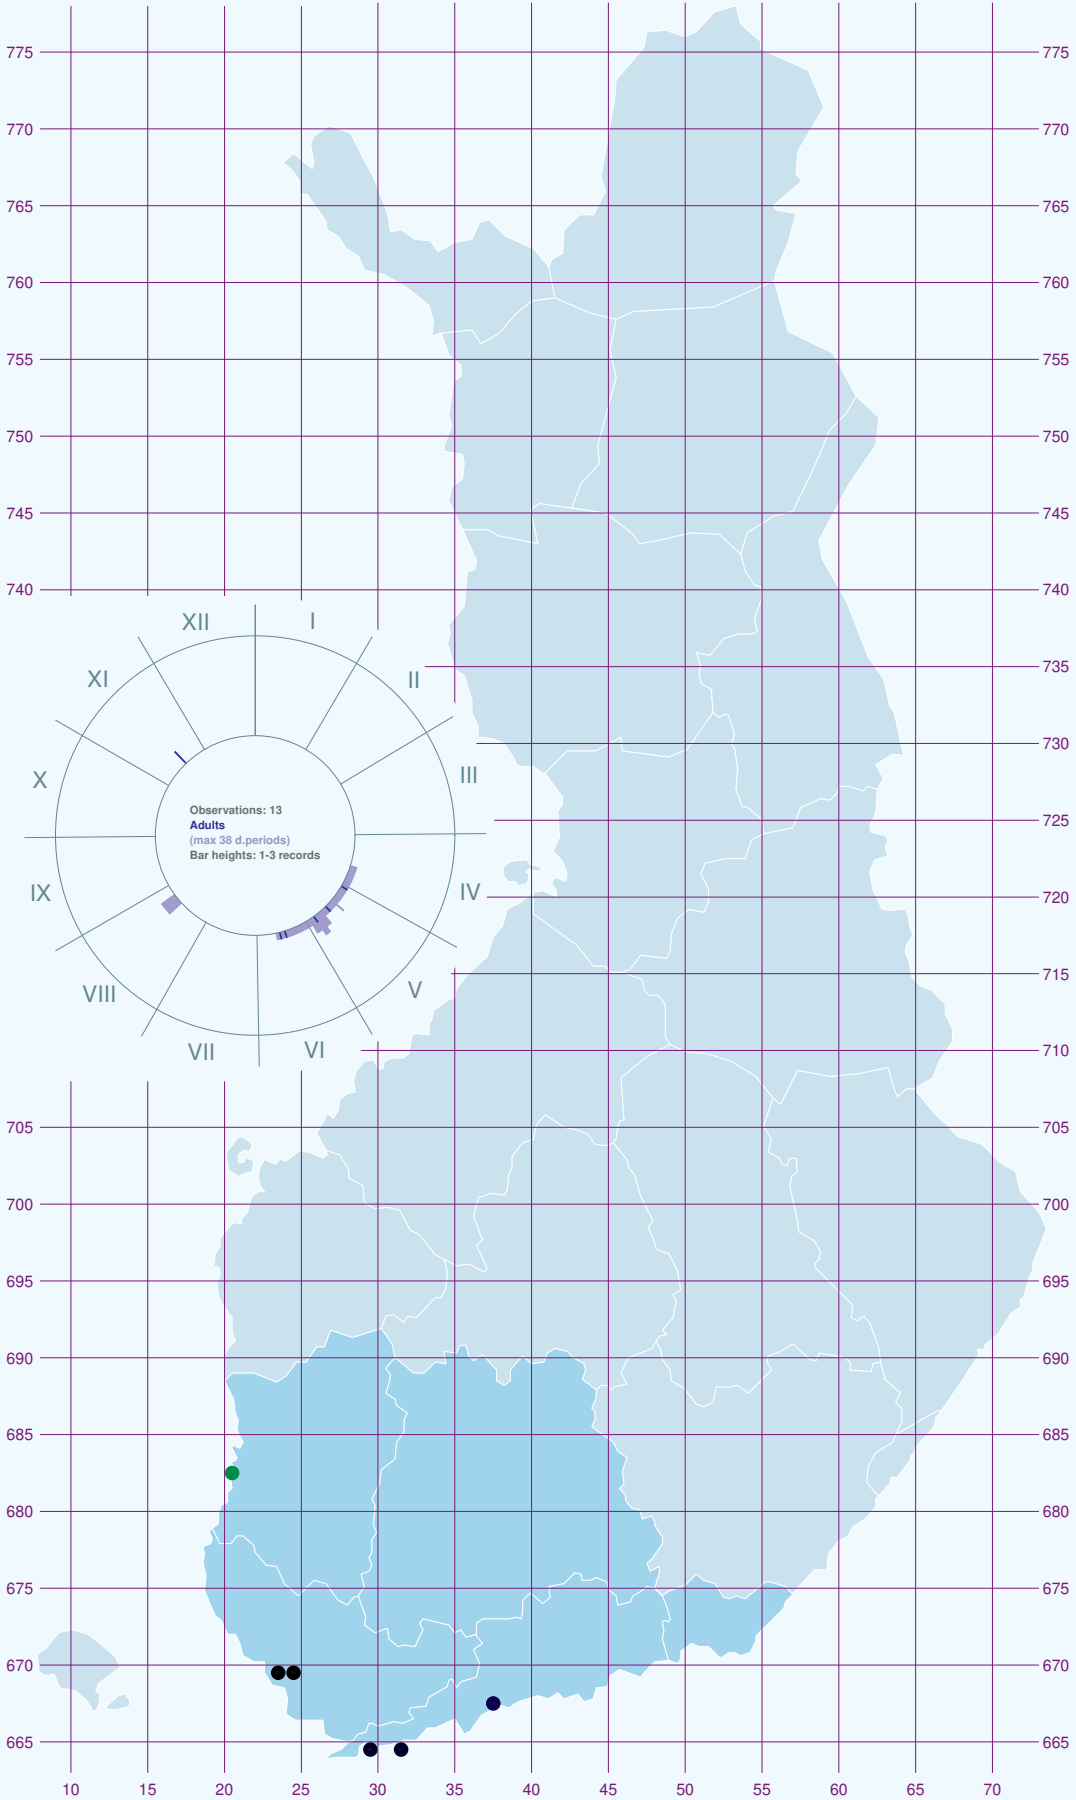 775 775
770 770
765 765
760 760
755 755
750 750
745 745
740 740
XII I
735
XI II
730
X III
Observations: 13
Adults
(max 38 d.periods)
Bar heights: 1-3 records
725
IX IV
720
VIII V
715
VII VI
710
705 705
700 700
695 695
690 690
685 685
680 680
675 675
670 670
665 665
10 15 20 25 30 35 40 45 50 55 60 65 70